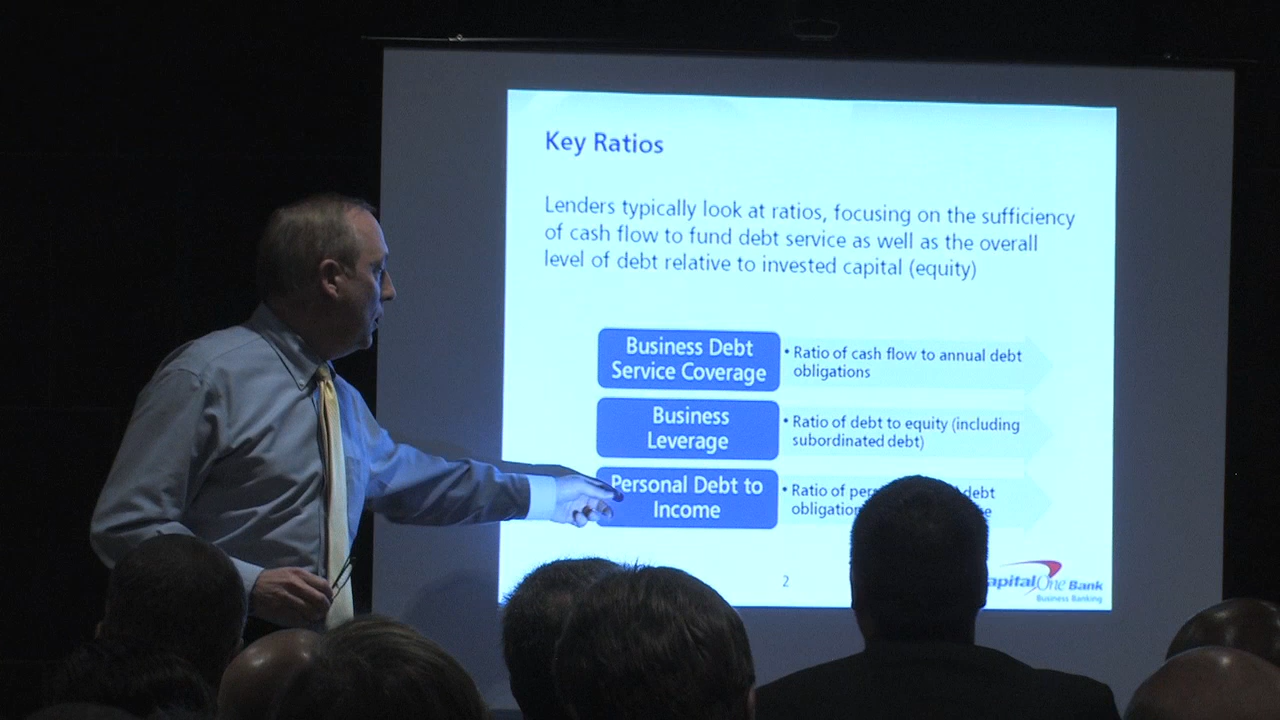 Key Ratios
Lenders typically look at ratios, focusing on the sufficiency
of cash flow to fund debt service as well as the overall
level of debt relative to invested capital (equity)
Business Debt
Service Coverage
• Ratio of cash flow to annual debt
obligations
Business
Leverage
• Ratio of debt to equity (including
subordinated debt)
Personal Debt to
Income
• Ratio of debt
2
One Bank
Business Banking